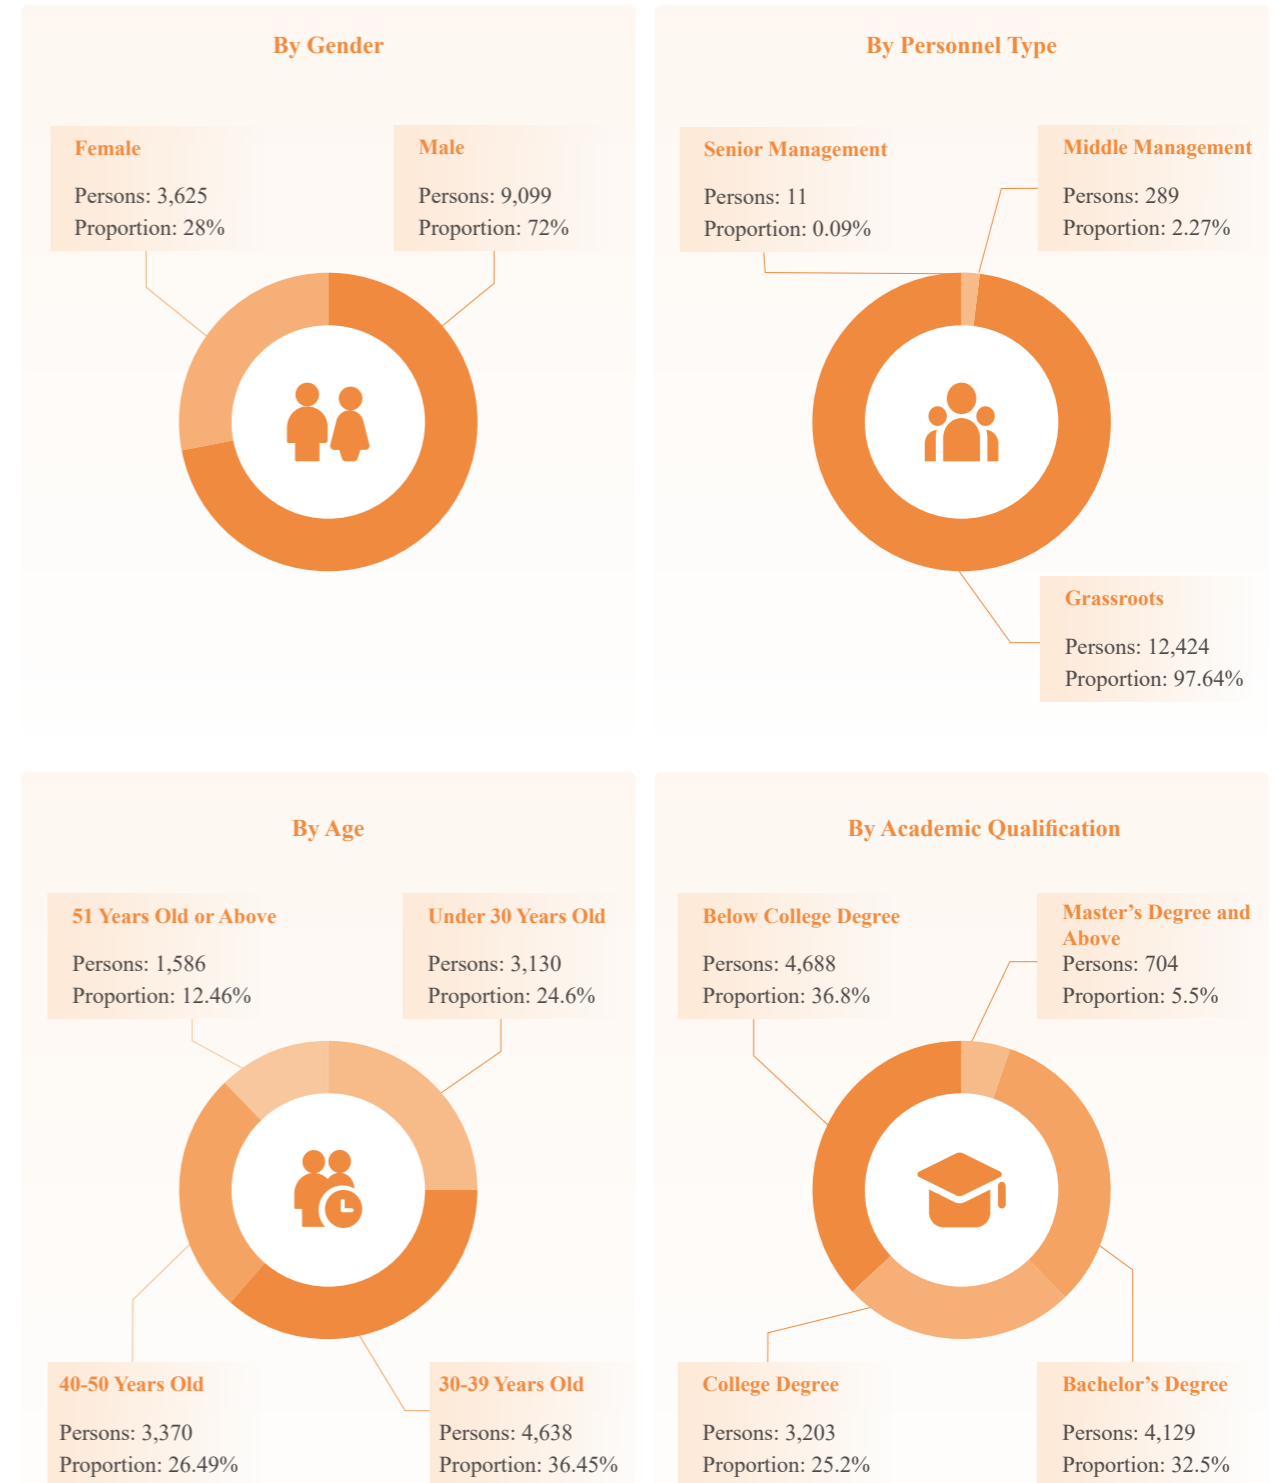 By Gender
Female
Persons: 3,625
Proportion: 28%
Male
Persons: 9,099
Proportion: 72%
By Personnel Type
Senior Management
Persons: 11
Proportion: 0.09%
Middle Management
Persons: 289
Proportion: 2.27%
Grassroots
Persons: 12,424
Proportion: 97.64%
By Age
51 Years Old or Above
Persons: 1,586
Proportion: 12.46%
Under 30 Years Old
Persons: 3,130
Proportion: 24.6%
40-50 Years Old
Persons: 3,370
Proportion: 26.49%
30-39 Years Old
Persons: 4,638
Proportion: 36.45%
By Academic Qualification
Below College Degree
Persons: 4,688
Proportion: 36.8%
Master’s Degree and
Above
Persons: 704
Proportion: 5.5%
College Degree
Persons: 3,203
Proportion: 25.2%
Bachelor’s Degree
Persons: 4,129
Proportion: 32.5%